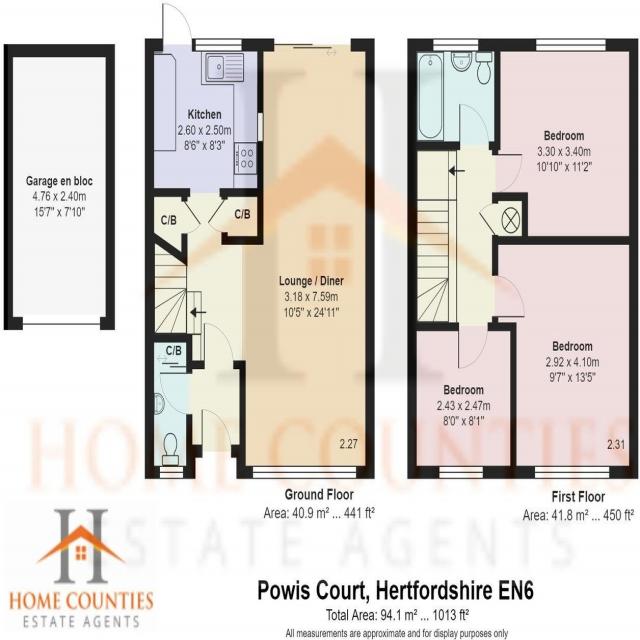 Garage en bloc
4.76 x 2.40m
15'7" x 7'10"
Kitchen
2.60 x 2.50m
8'6" x 8'3"
C/B
C/B
Lounge / Diner
3.18 x 7.59m
10'5" x 24'11"
C/B
2.27
Ground Floor
Area: 40.9 m² ... 441 ft²
Bedroom
3.30 x 3.40m
10'10" x 11'2"
Bedroom
2.92 x 4.10m
9'7" x 13'5"
Bedroom
2.43 x 2.47m
8'0" x 8'1"
2.31
First Floor
Area: 41.8 m² ... 450 ft²
HOME COUNTIES
ESTATE AGENTS
HOME COUNTIES
ESTATE AGENTS
Powis Court, Hertfordshire EN6
Total Area: 94.1 m² ... 1013 ft²
All measurements are approximate and for display purposes only